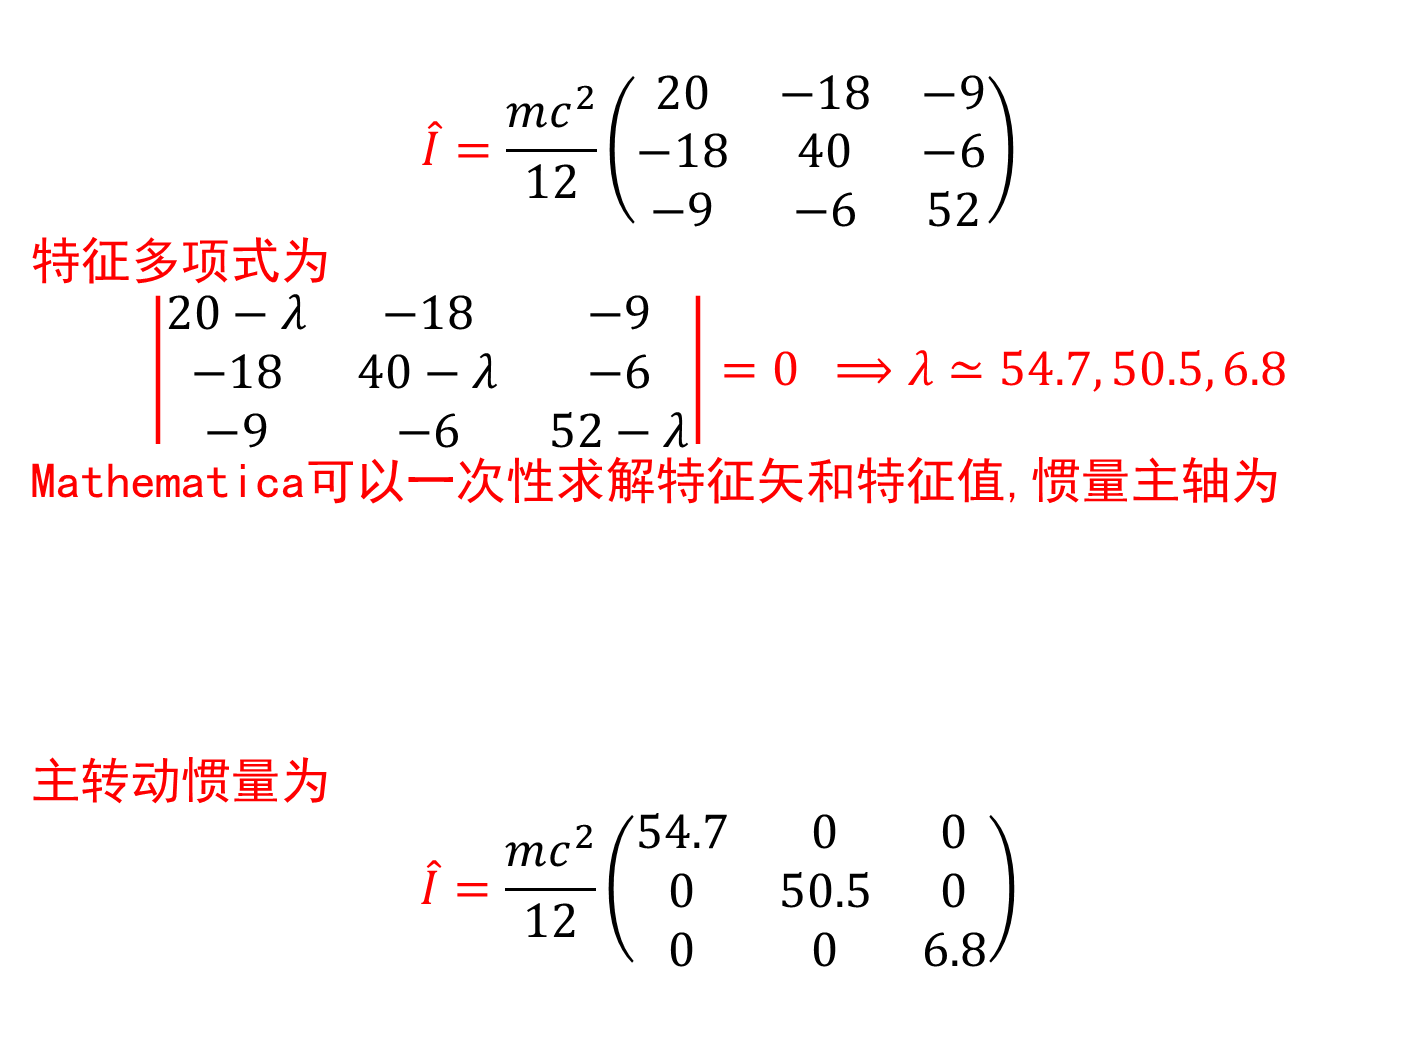 Î = mc²/12 ( 20 −18 −9
−18 40 −6
−9 −6 52 )
特征多项式为
| 20 − λ −18 −9
−18 40 − λ −6
−9 −6 52 − λ | = 0 ⟹ λ ≃ 54.7, 50.5, 6.8
Mathematica可以一次性求解特征矢和特征值,惯量主轴为
主转动惯量为
Î = mc²/12 ( 54.7 0 0
0 50.5 0
0 0 6.8 )